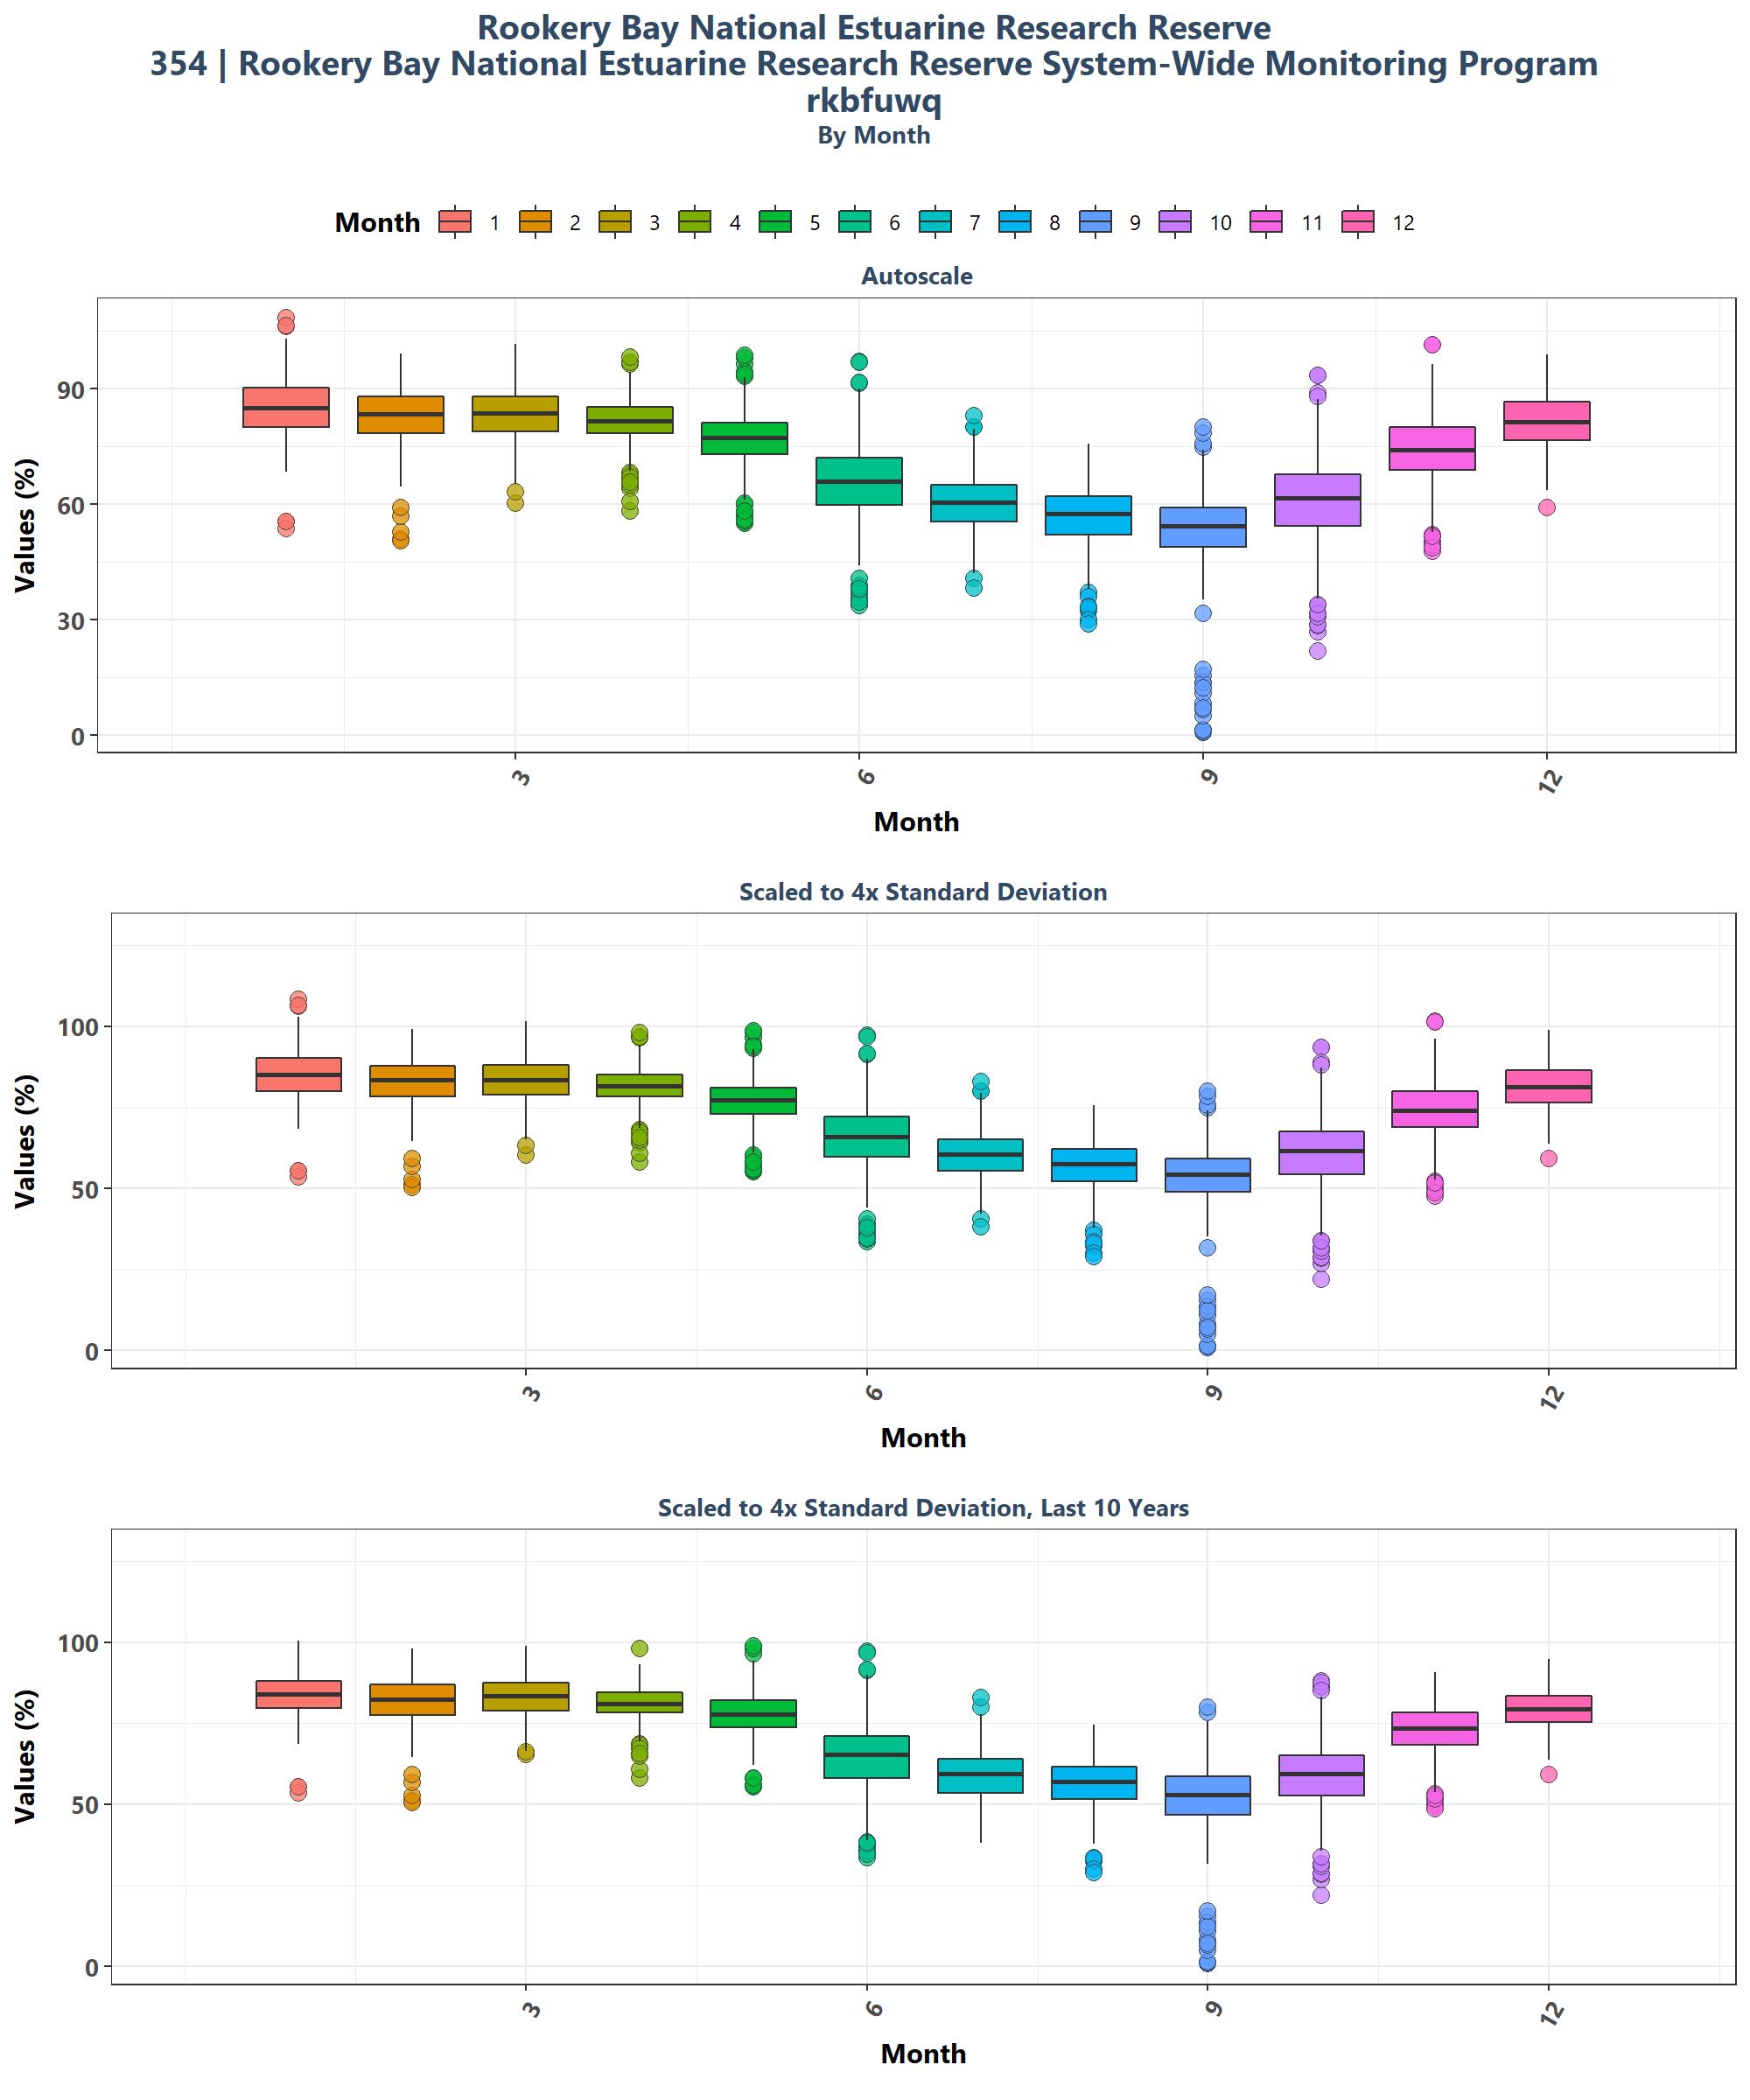 Rookery Bay National Estuarine Research Reserve
354 | Rookery Bay National Estuarine Research Reserve System-Wide Monitoring Program
rkbfuwq
By Month
Month 1 2 3 4 5 6 7 8 9 10 11 12
Autoscale
Values (%)
90
60
30
0
3 6 9 12
Month
Scaled to 4x Standard Deviation
Values (%)
100
50
0
3 6 9 12
Month
Scaled to 4x Standard Deviation, Last 10 Years
Values (%)
100
50
0
3 6 9 12
Month